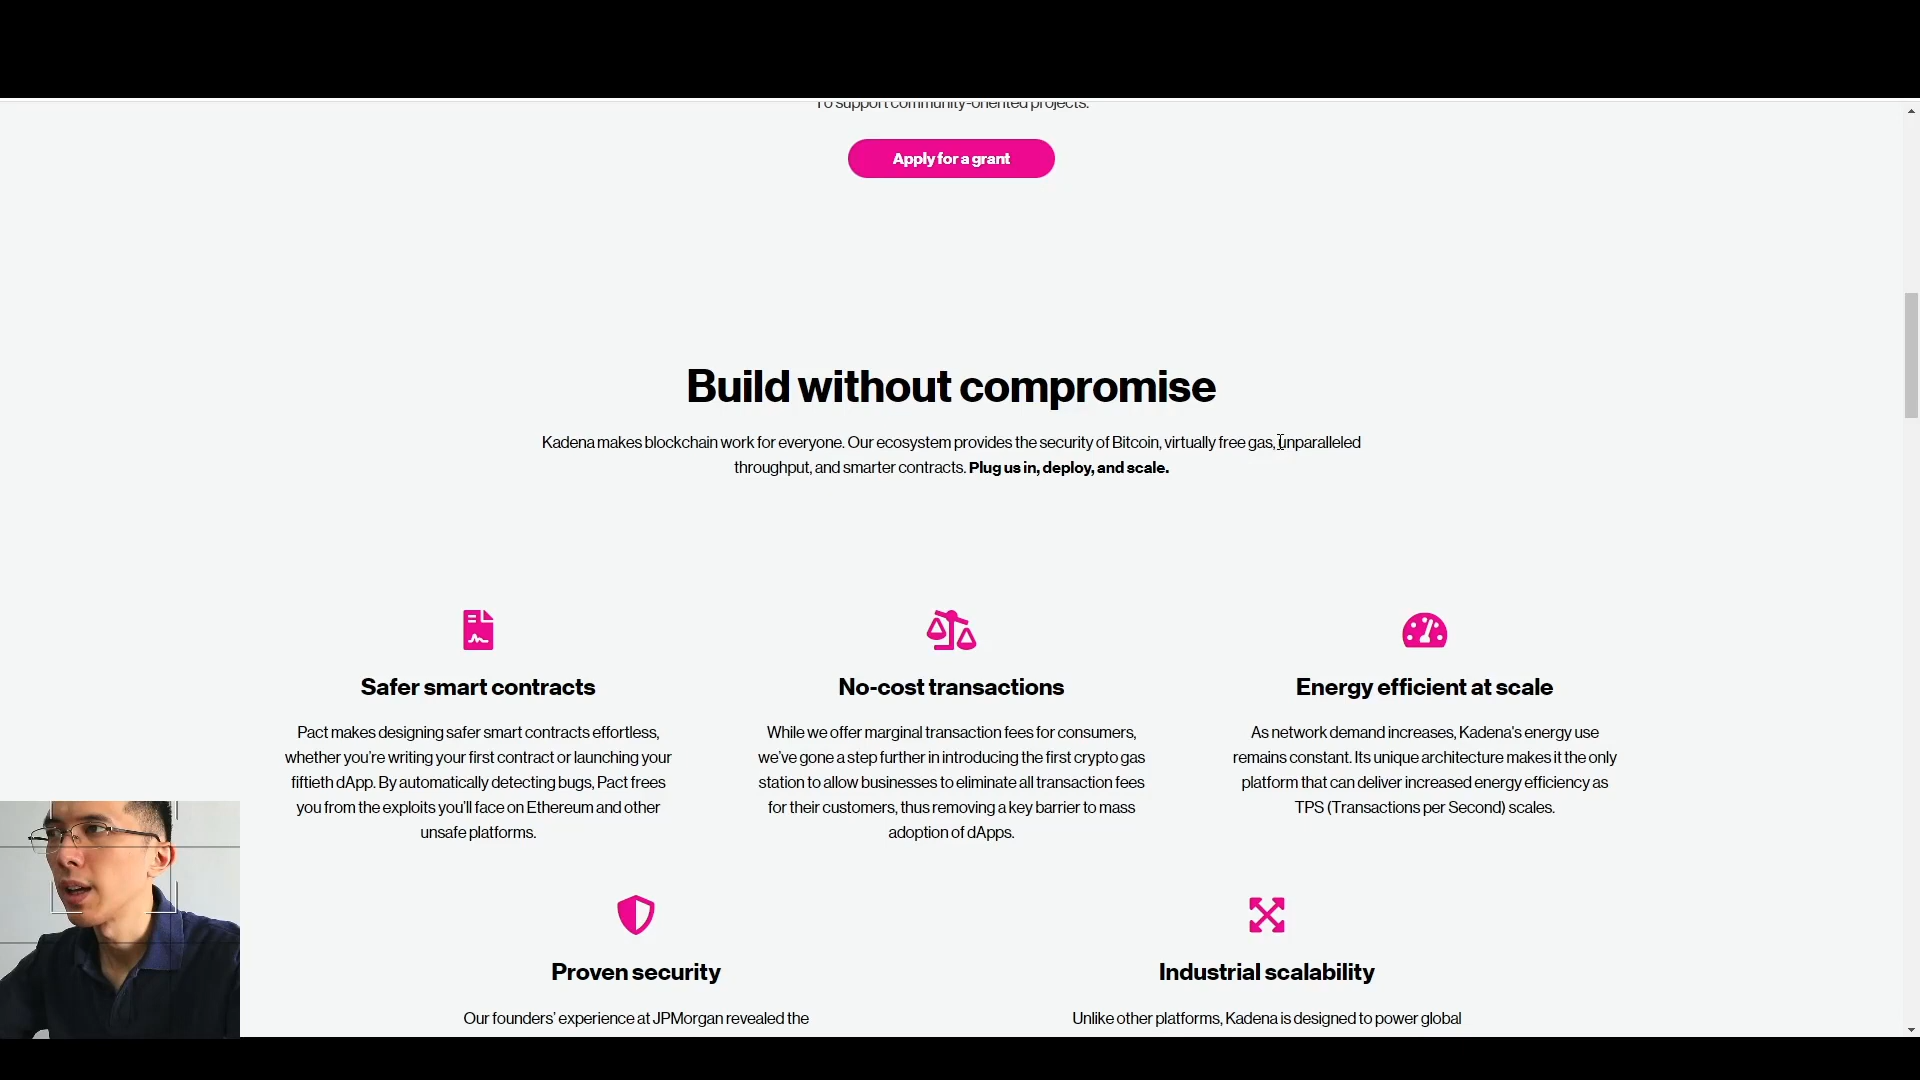 To support community-oriented projects.
Apply for a grant
Build without compromise
Kadena makes blockchain work for everyone. Our ecosystem provides the security of Bitcoin, virtually free gas, unparalleled
throughput, and smarter contracts. Plug us in, deploy, and scale.
Safer smart contracts
Pact makes designing safer smart contracts effortless,
whether you’re writing your first contract or launching your
fiftieth dApp. By automatically detecting bugs, Pact frees
you from the exploits you’ll face on Ethereum and other
unsafe platforms.
No-cost transactions
While we offer marginal transaction fees for consumers,
we’ve gone a step further in introducing the first crypto gas
station to allow businesses to eliminate all transaction fees
for their customers, thus removing a key barrier to mass
adoption of dApps.
Energy efficient at scale
As network demand increases, Kadena’s energy use
remains constant. Its unique architecture makes it the only
platform that can deliver increased energy efficiency as
TPS (Transactions per Second) scales.
Proven security
Our founders’ experience at JPMorgan revealed the
Industrial scalability
Unlike other platforms, Kadena is designed to power global